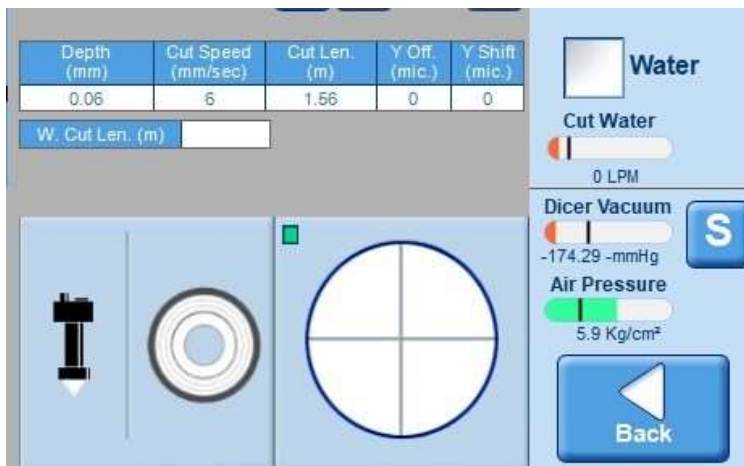 Depth (mm) Cut Speed (mm/sec) Cut Len. (m) Y Off. (mic.) Y Shift (mic.)
0.06 6 1.56 0 0
W. Cut Len. (m)
Water
Cut Water
0 LPM
Dicer Vacuum
-174.29 -mmHg
S
Air Pressure
5.9 Kg/cm²
Back